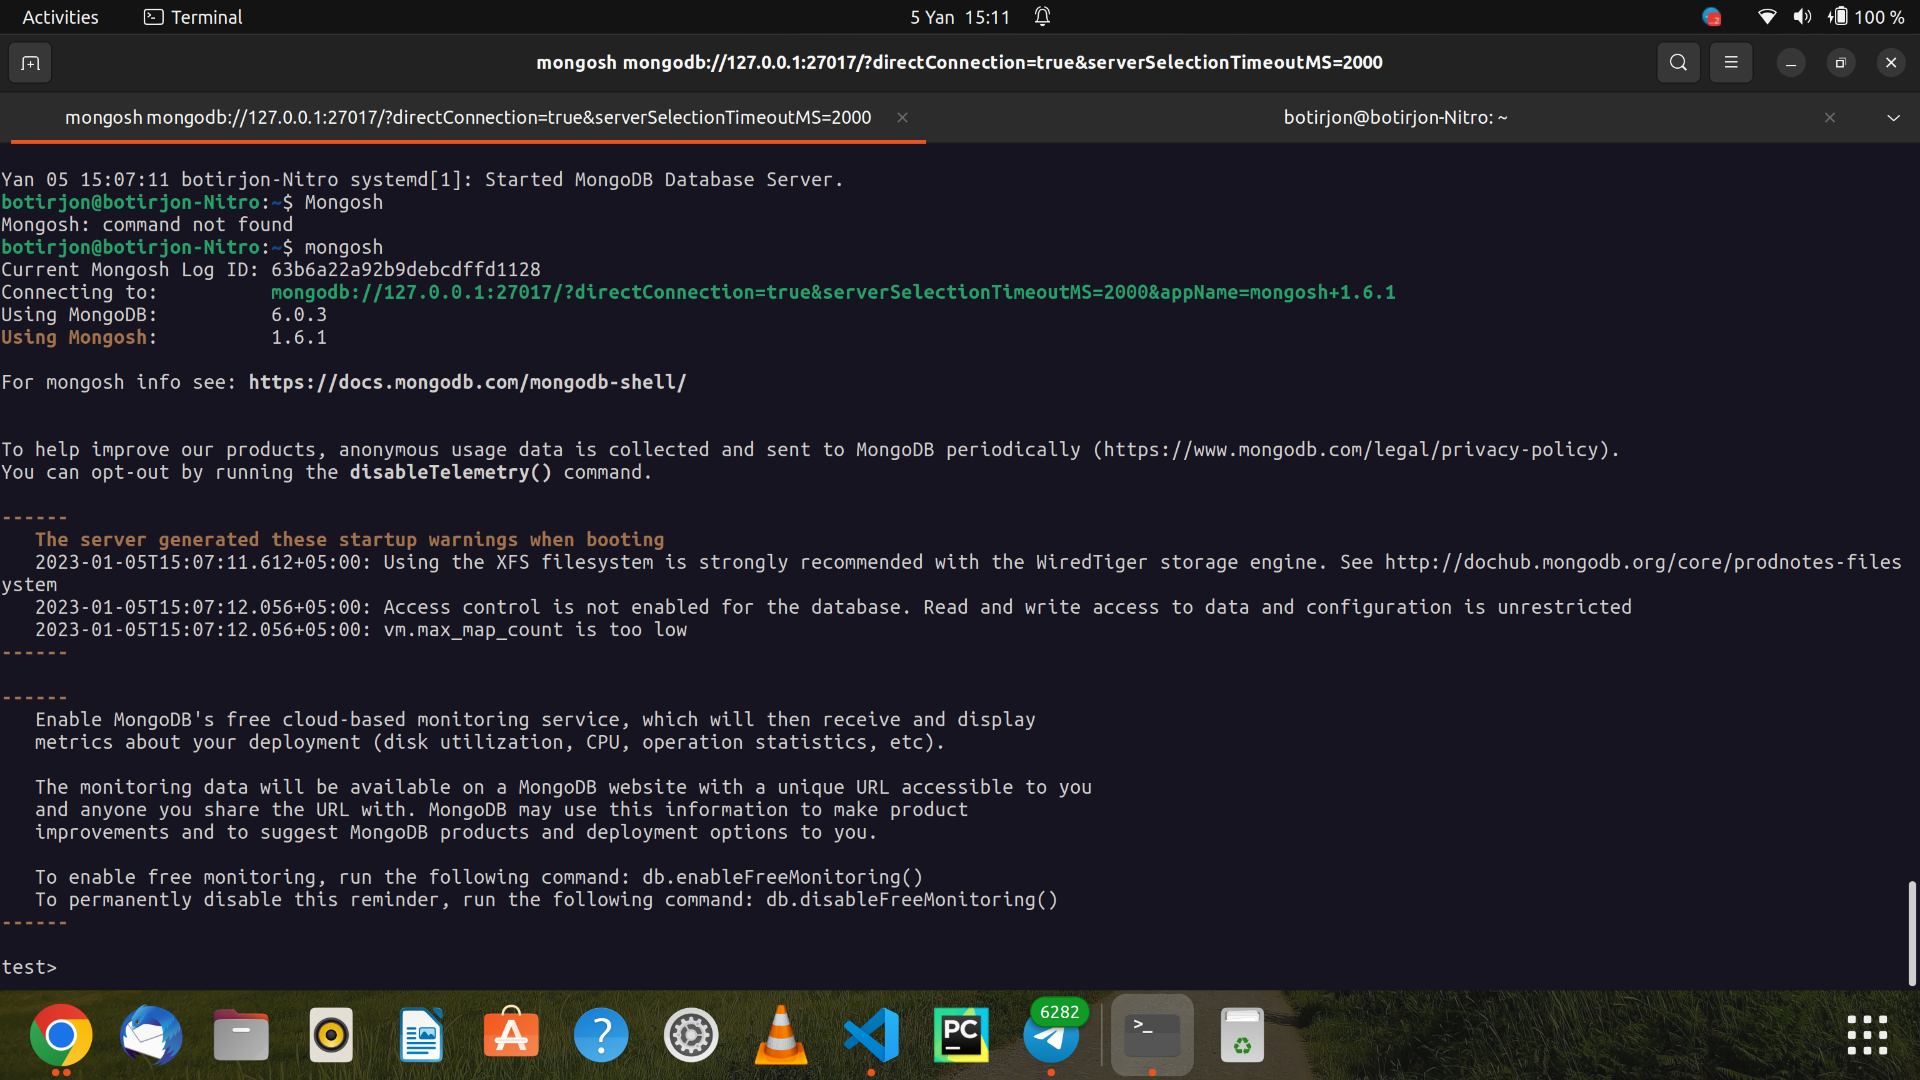 Activities
Terminal
5 Yan 15:11
100 %
mongosh mongodb://127.0.0.1:27017/?directConnection=true&serverSelectionTimeoutMS=2000
mongosh mongodb://127.0.0.1:27017/?directConnection=true&serverSelectionTimeoutMS=2000
botirjon@botirjon-Nitro: ~
Yan 05 15:07:11 botirjon-Nitro systemd[1]: Started MongoDB Database Server.
botirjon@botirjon-Nitro:~$ Mongosh
Mongosh: command not found
botirjon@botirjon-Nitro:~$ mongosh
Current Mongosh Log ID: 63b6a22a92b9debcdffd1128
Connecting to: mongodb://127.0.0.1:27017/?directConnection=true&serverSelectionTimeoutMS=2000&appName=mongosh+1.6.1
Using MongoDB: 6.0.3
Using Mongosh: 1.6.1
For mongosh info see: https://docs.mongodb.com/mongodb-shell/
To help improve our products, anonymous usage data is collected and sent to MongoDB periodically (https://www.mongodb.com/legal/privacy-policy).
You can opt-out by running the disableTelemetry() command.
------
The server generated these startup warnings when booting
2023-01-05T15:07:11.612+05:00: Using the XFS filesystem is strongly recommended with the WiredTiger storage engine. See http://dochub.mongodb.org/core/prodnotes-files
ystem
2023-01-05T15:07:12.056+05:00: Access control is not enabled for the database. Read and write access to data and configuration is unrestricted
2023-01-05T15:07:12.056+05:00: vm.max_map_count is too low
------
------
Enable MongoDB's free cloud-based monitoring service, which will then receive and display
metrics about your deployment (disk utilization, CPU, operation statistics, etc).
The monitoring data will be available on a MongoDB website with a unique URL accessible to you
and anyone you share the URL with. MongoDB may use this information to make product
improvements and to suggest MongoDB products and deployment options to you.
To enable free monitoring, run the following command: db.enableFreeMonitoring()
To permanently disable this reminder, run the following command: db.disableFreeMonitoring()
------
test>
PC
6282
>_